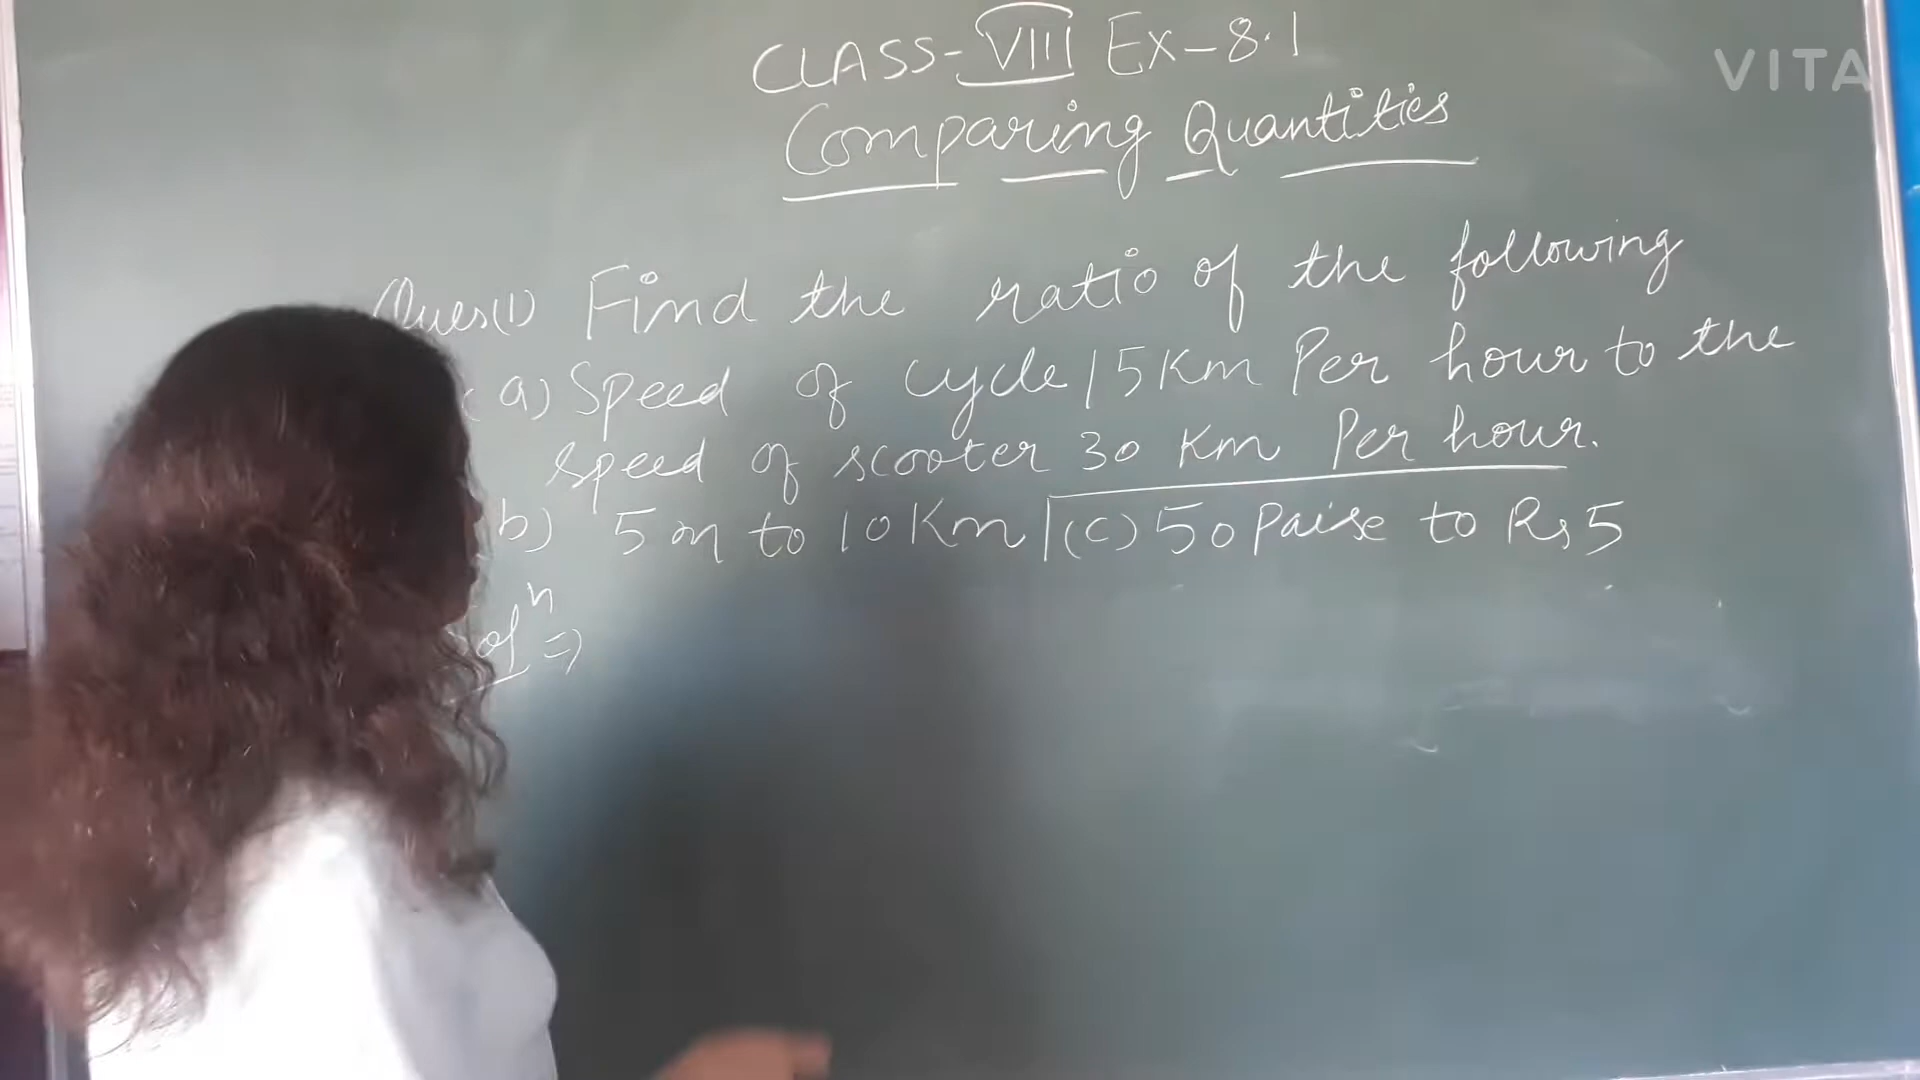 CLASS-VIII Ex-8.1
VITA
Comparing Quantities
Ques(1) Find the ratio of the following
(a) Speed of cycle 15 Km Per hour to the
speed of scooter 30 Km Per hour.
b) 5m to 10 Km (c) 50 Paise to Rs 5
olⁿ ⇒